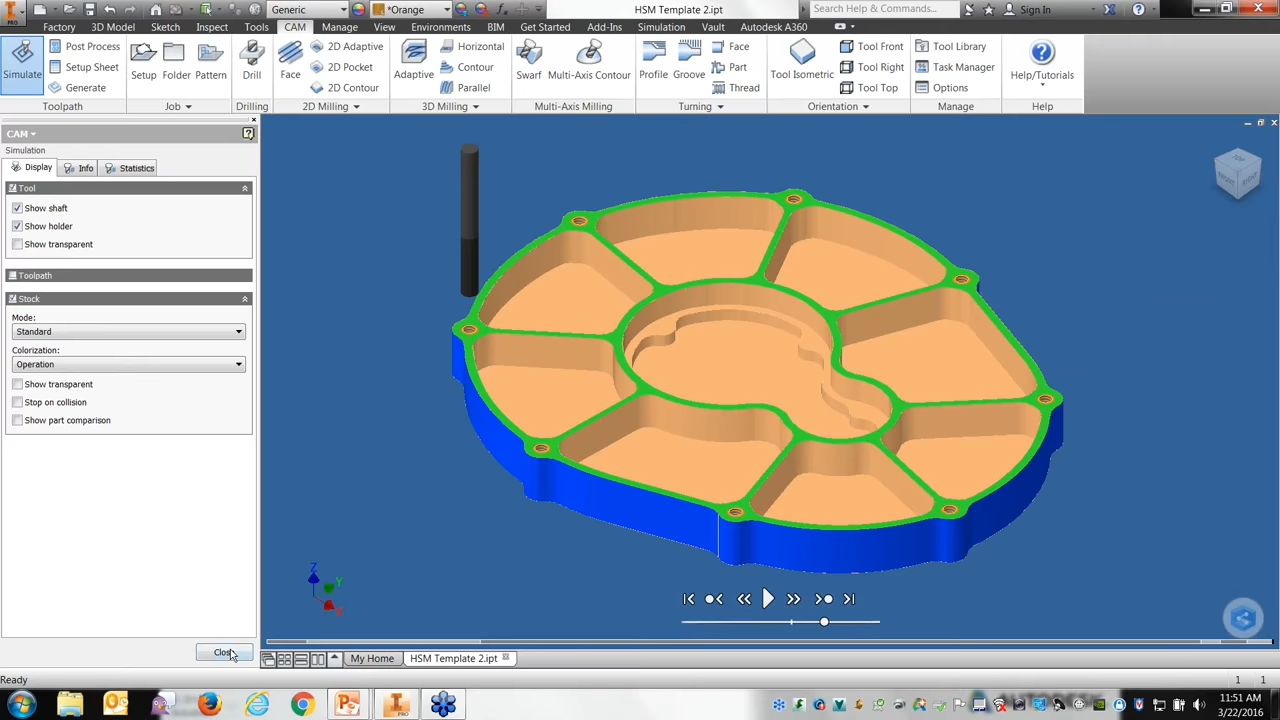 Generic
*Orange
HSM Template 2.ipt
Search Help & Commands...
Sign In
PRO
Factory 3D Model Sketch Inspect Tools CAM Manage View Environments BIM Get Started Add-Ins Simulation Vault Autodesk A360
Simulate
Post Process
Setup Sheet
Generate
Toolpath
Setup
Folder
Pattern
Job
Drill
Drilling
Face
2D Adaptive
2D Pocket
2D Contour
2D Milling
Adaptive
Horizontal
Contour
Parallel
3D Milling
Swarf
Multi-Axis Contour
Multi-Axis Milling
Profile
Groove
Face
Part
Thread
Turning
Tool Isometric
Tool Front
Tool Right
Tool Top
Orientation
Tool Library
Task Manager
Options
Manage
Help/Tutorials
Help
CAM
Simulation
Display
Info
Statistics
Tool
Show shaft
Show holder
Show transparent
Toolpath
Stock
Mode:
Standard
Colorization:
Operation
Show transparent
Stop on collision
Show part comparison
TOP
Z
Y
X
Clos
My Home
HSM Template 2.ipt
Ready
1 1
11:51 AM
3/22/2016